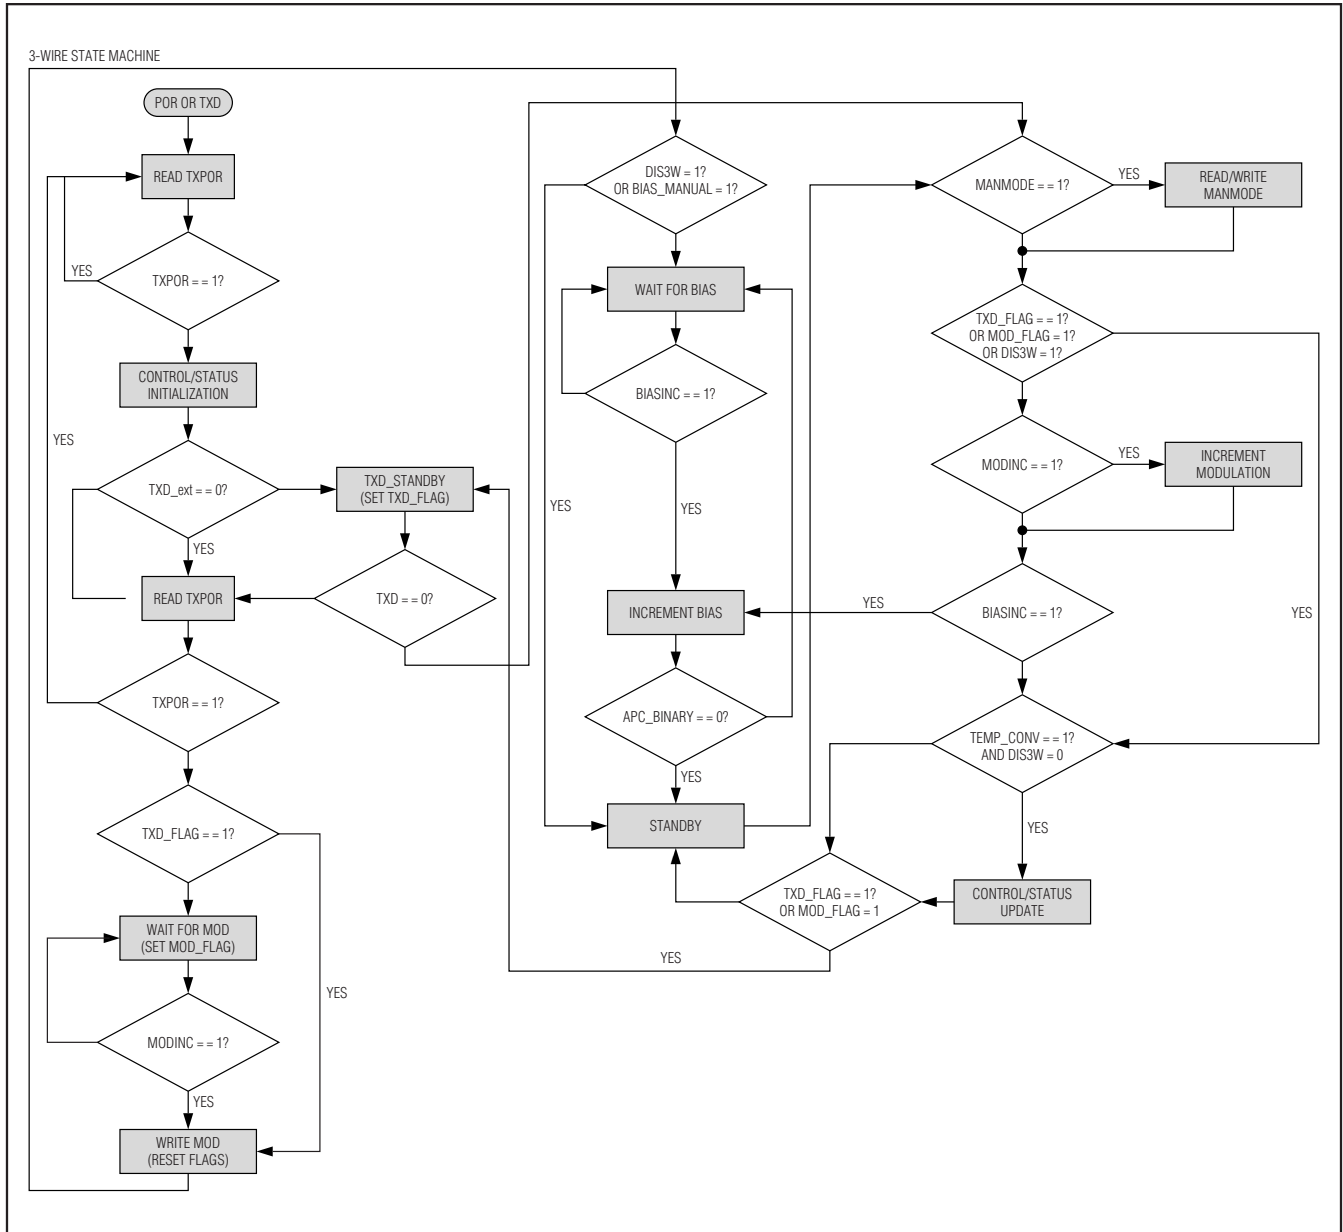 3-WIRE STATE MACHINE
POR OR TXD
READ TXPOR
YES
TXPOR = = 1?
CONTROL/STATUS
INITIALIZATION
YES
TXD_ext = = 0?
YES
TXD_STANDBY
(SET TXD_FLAG)
READ TXPOR
TXD = = 0?
TXPOR = = 1?
TXD_FLAG = = 1?
WAIT FOR MOD
(SET MOD_FLAG)
YES
MODINC = = 1?
YES
WRITE MOD
(RESET FLAGS)
DIS3W = 1?
OR BIAS_MANUAL = 1?
WAIT FOR BIAS
BIASINC = = 1?
YES
YES
INCREMENT BIAS
APC_BINARY = = 0?
YES
STANDBY
MANMODE = = 1?
YES
READ/WRITE
MANMODE
TXD_FLAG = = 1?
OR MOD_FLAG = 1?
OR DIS3W = 1?
MODINC = = 1?
YES
INCREMENT
MODULATION
YES
BIASINC = = 1?
YES
TEMP_CONV = = 1?
AND DIS3W = 0
YES
CONTROL/STATUS
UPDATE
TXD_FLAG = = 1?
OR MOD_FLAG = 1
YES